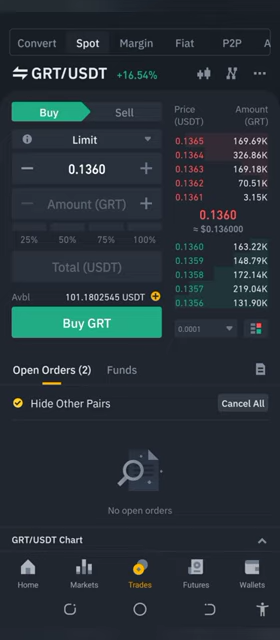 Convert Spot Margin Fiat P2P A
GRT/USDT +16,54%
Buy Sell
Limit
0.1360
Amount (GRT)
25% 50% 75% 100%
Total (USDT)
Avbl 101.1802545 USDT
Buy GRT
Price (USDT) Amount (GRT)
0.1365 169.69K
0.1364 326.86K
0.1363 169.18K
0.1362 70.51K
0.1361 3.15K
0.1360
≈ $0.136000
0.1360 163.22K
0.1359 148.79K
0.1358 172.14K
0.1357 219.04K
0.1356 131.90K
0.0001
Open Orders (2) Funds
Hide Other Pairs Cancel All
No open orders
GRT/USDT Chart
Home Markets Trades Futures Wallets